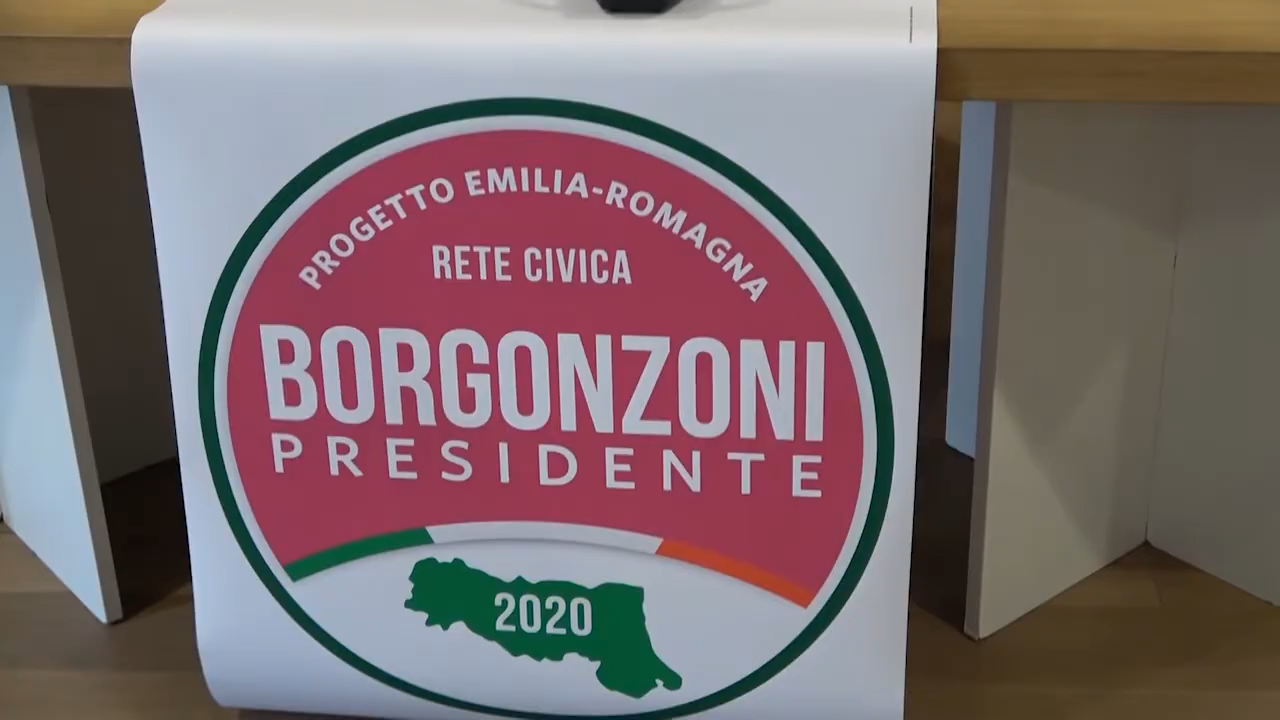 PROGETTO EMILIA-ROMAGNA
RETE CIVICA
BORGONZONI
PRESIDENTE
2020